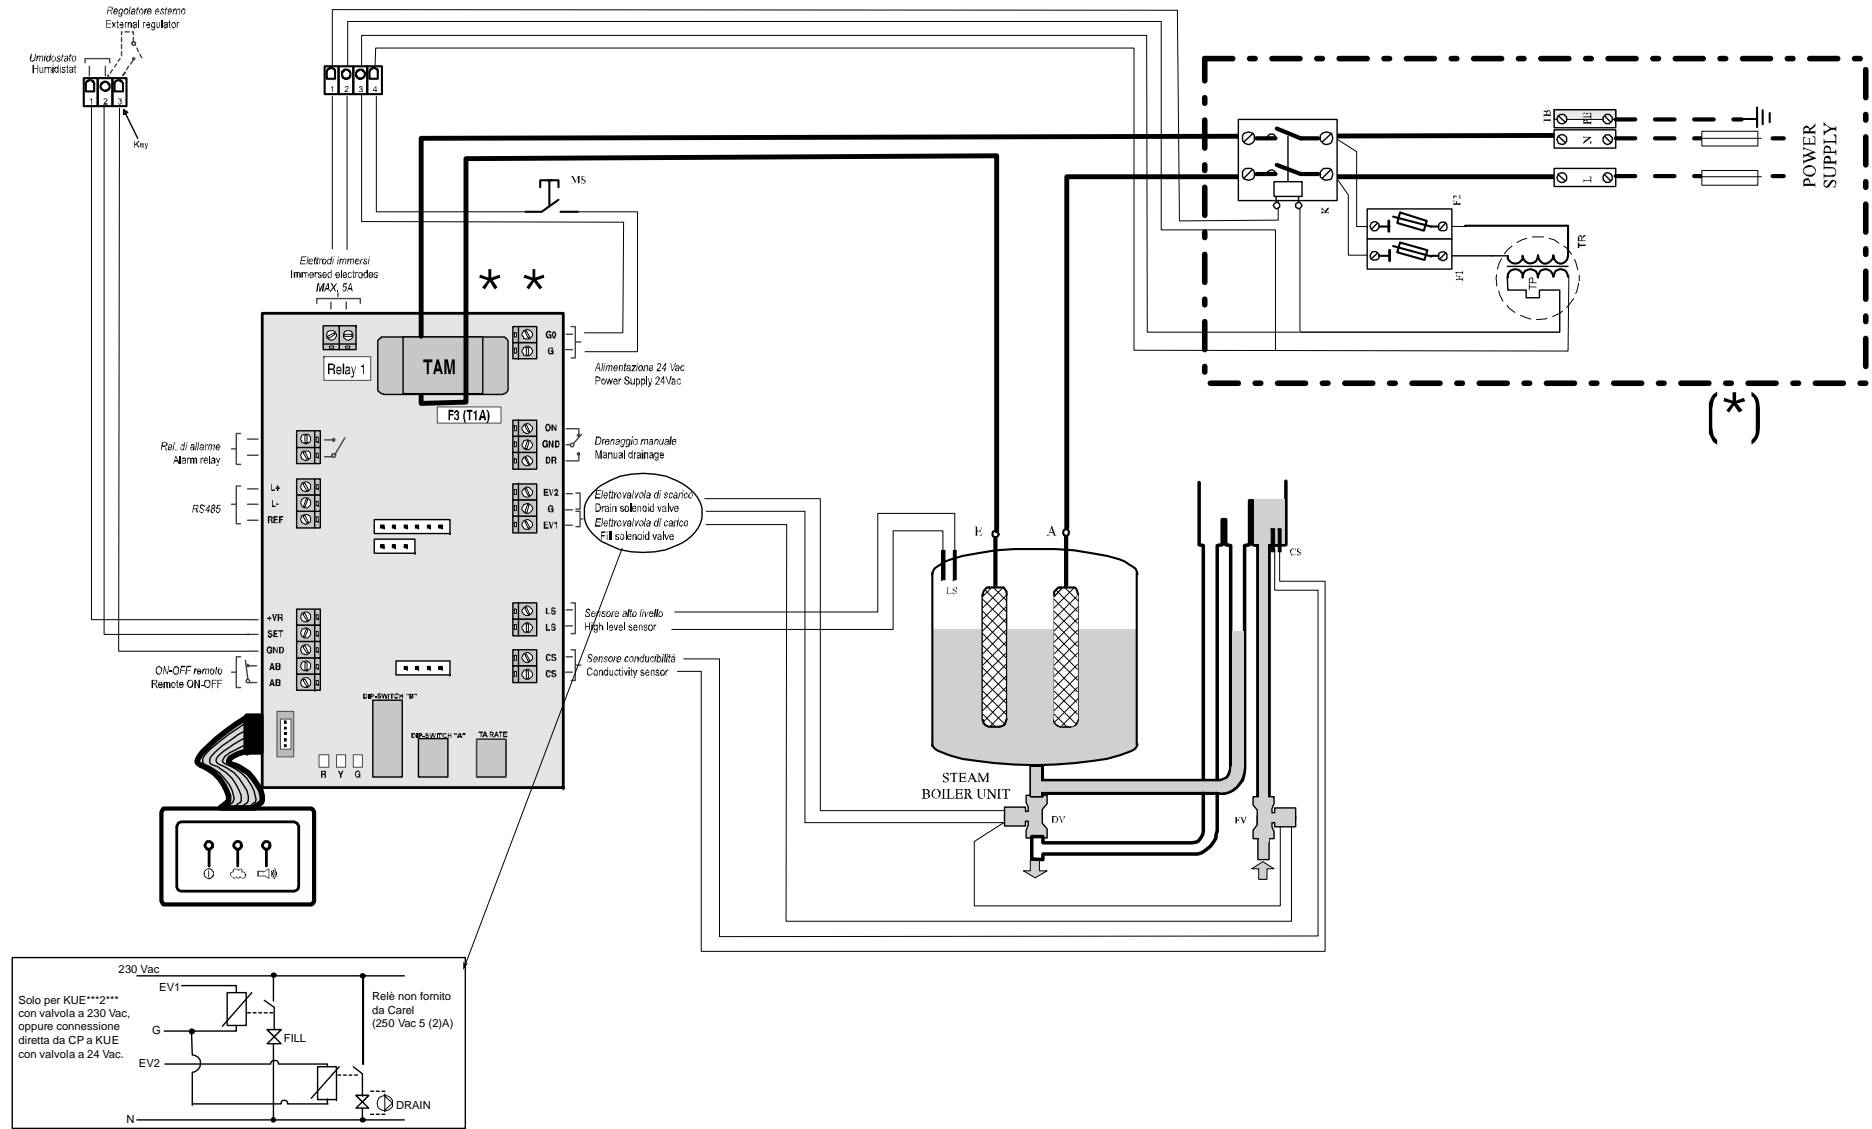 Regolatore esterno
External regulator
Umidostato
Humidistat
1 2 3
Key
1 2 3 4
MS
Elettrodi immersi
Immersed electrodes
MAX. 5A
* *
Relay 1
TAM
F3 (T1A)
G0
G
Alimentazione 24 Vac
Power Supply 24Vac
ON
GND
DR
Drenaggio manuale
Manual drainage
Rel. di allarme
Alarm relay
L+
L-
REF
RS485
EV2
G
EV1
Elettrovalvola di scarico
Drain solenoid valve
Elettrovalvola di carico
Fill solenoid valve
LS
LS
Sensore alto livello
High level sensor
CS
CS
Sensore conducibilità
Conductivity sensor
+VR
SET
GND
AB
AB
ON-OFF remoto
Remote ON-OFF
DIP-SWITCH "B"
DIP-SWITCH "A"
TA RATE
R Y G
K
TB
PE
N
L
POWER
SUPPLY
F2
F1
TR
TP
(*)
E
A
LS
CS
STEAM
BOILER UNIT
DV
FV
230 Vac
EV1
G
EV2
N
FILL
DRAIN
Solo per KUE***2***
con valvola a 230 Vac,
oppure connessione
diretta da CP a KUE
con valvola a 24 Vac.
Relè non fornito
da Carel
(250 Vac 5 (2)A)